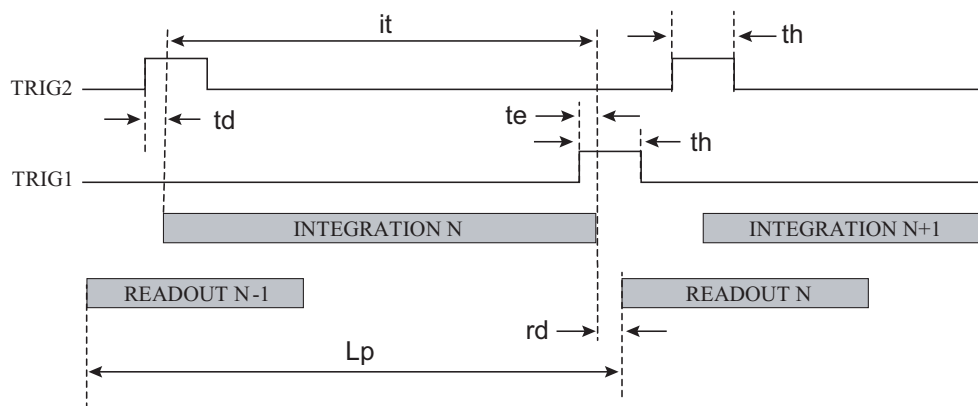 it
th
TRIG2
td
te
th
TRIG1
INTEGRATION N
INTEGRATION N+1
READOUT N-1
READOUT N
rd
Lp